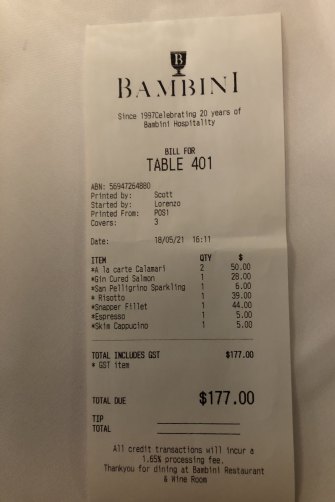 B
BAMBINI
Since 1997Celebrating 20 years of
Bambini Hospitality
BILL FOR
TABLE 401
ABN: 56947264880
Printed by: Scott
Started by: Lorenzo
Printed From: POS1
Covers: 3
Date: 18/05/21 16:11
ITEM QTY $
*A la carte Calamari 2 50.00
*Gin Cured Salmon 1 28.00
*San Pelligrino Sparkling 1 6.00
* Risotto 1 39.00
*Snapper Fillet 1 44.00
*Espresso 1 5.00
*Skim Cappucino 1 5.00
TOTAL INCLUDES GST $177.00
* GST item
TOTAL DUE $177.00
TIP
TOTAL
All credit transactions will incur a
1.65% processing fee.
Thankyou for dining at Bambini Restaurant
& Wine Room